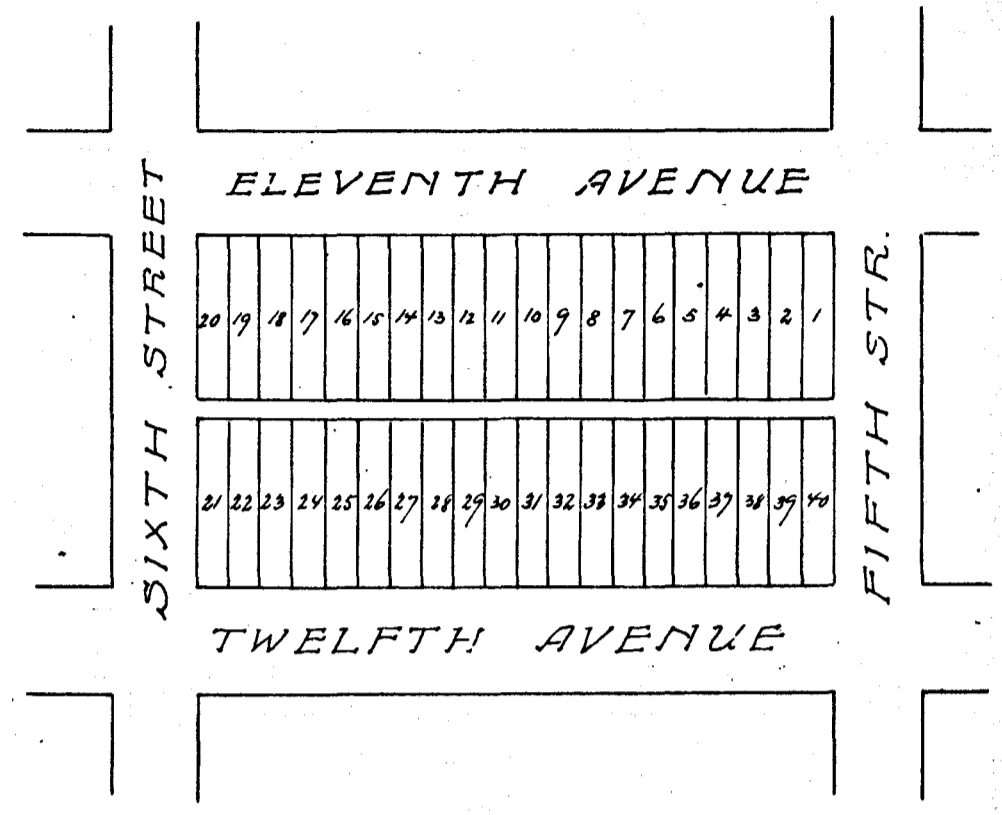 ELEVENTH AVENUE
SIXTH STREET
FIFTH STR.
20 19 18 17 16 15 14 13 12 11 10 9 8 7 6 5 4 3 2 1
21 22 23 24 25 26 27 28 29 30 31 32 33 34 35 36 37 38 39 40
TWELFTH AVENUE